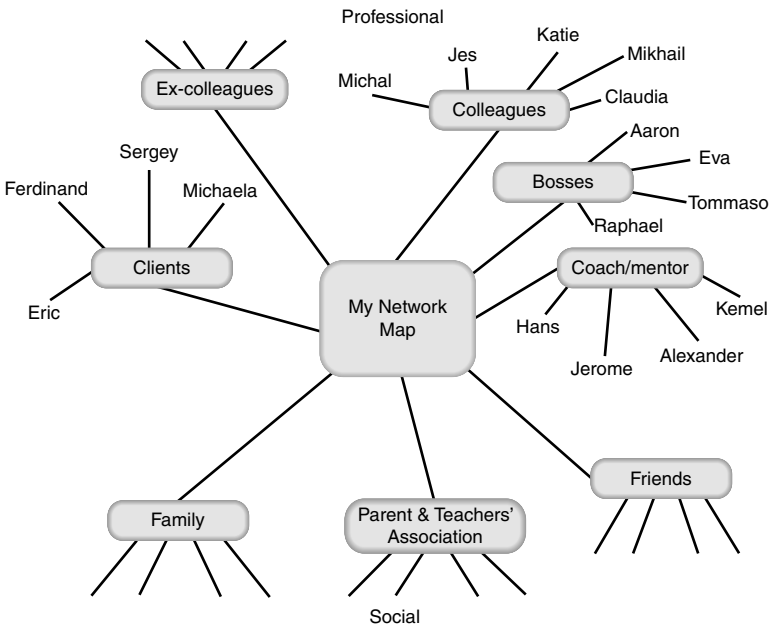 Professional
Katie
Mikhail
Jes
Michal
Claudia
Ex-colleagues
Colleagues
Aaron
Sergey
Eva
Bosses
Ferdinand
Michaela
Tommaso
Raphael
Clients
Coach/mentor
My Network
Map
Eric
Hans
Kemel
Jerome
Alexander
Friends
Family
Parent & Teachers’
Association
Social